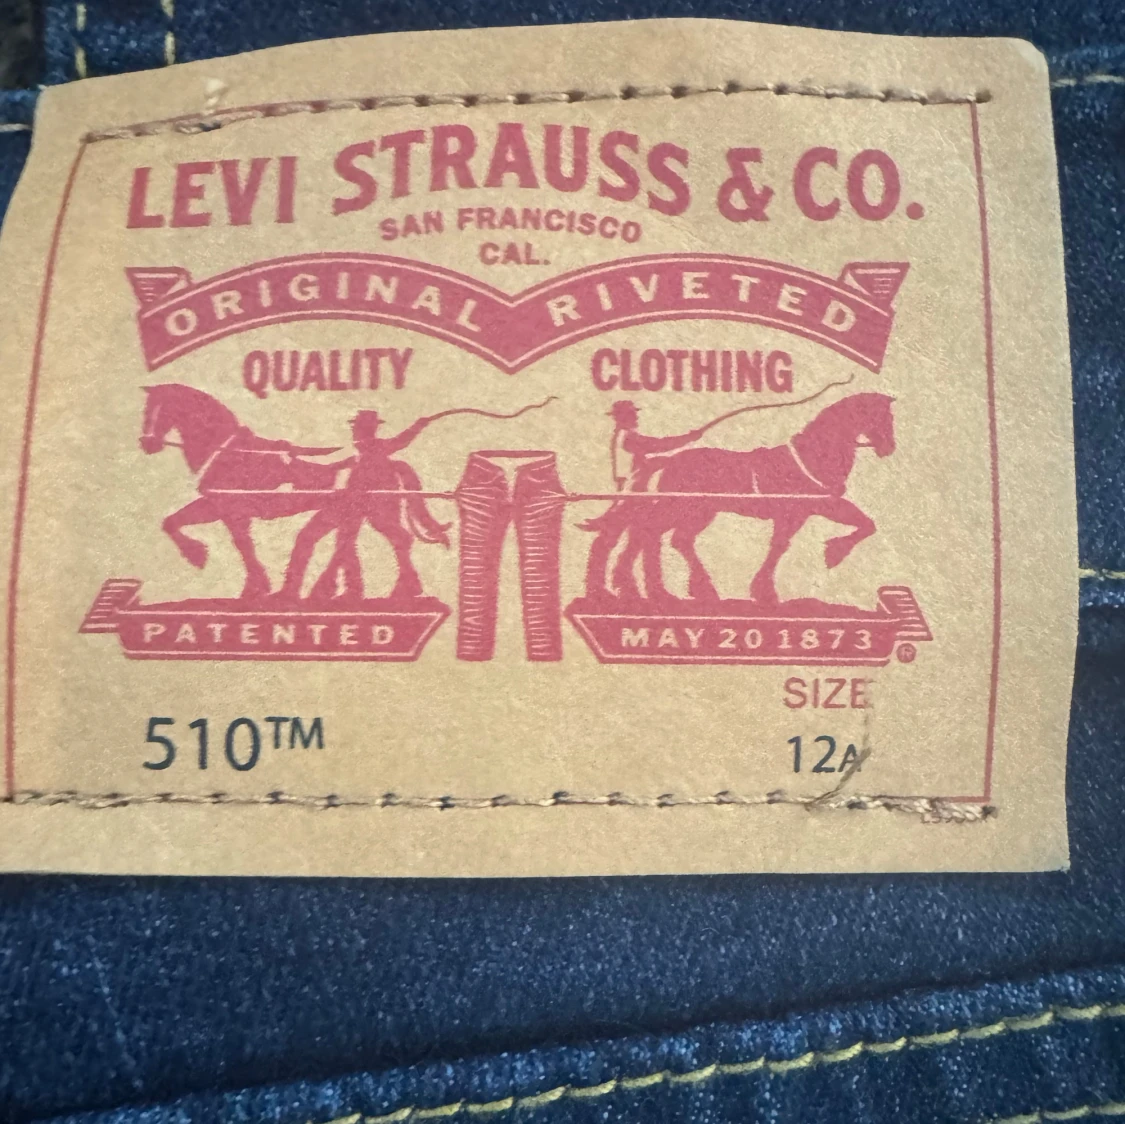 LEVI STRAUSS & CO.
SAN FRANCISCO
CAL.
ORIGINAL RIVETED
QUALITY CLOTHING
PATENTED MAY 20 1873 ®
SIZE
510™ 12A